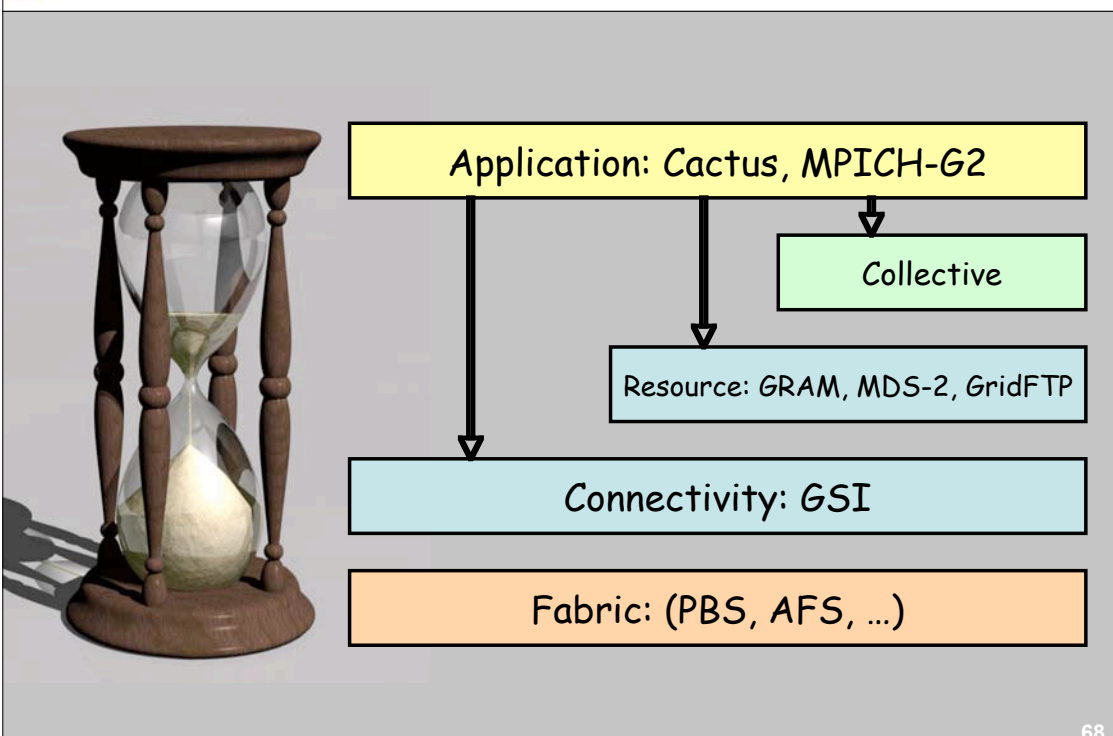 Application: Cactus, MPICH-G2
Collective
Resource: GRAM, MDS-2, GridFTP
Connectivity: GSI
Fabric: (PBS, AFS, …)
68